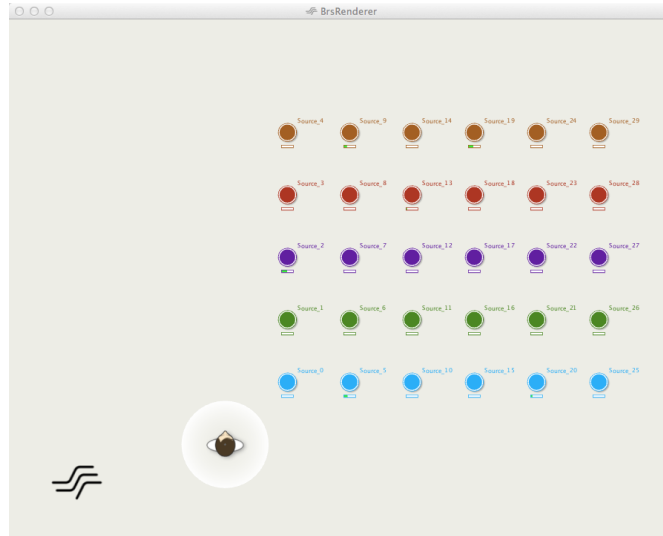 BrsRenderer
Source_4 Source_9 Source_14 Source_19 Source_24 Source_29
Source_3 Source_8 Source_13 Source_18 Source_23 Source_28
Source_2 Source_7 Source_12 Source_17 Source_22 Source_27
Source_1 Source_6 Source_11 Source_16 Source_21 Source_26
Source_0 Source_5 Source_10 Source_15 Source_20 Source_25